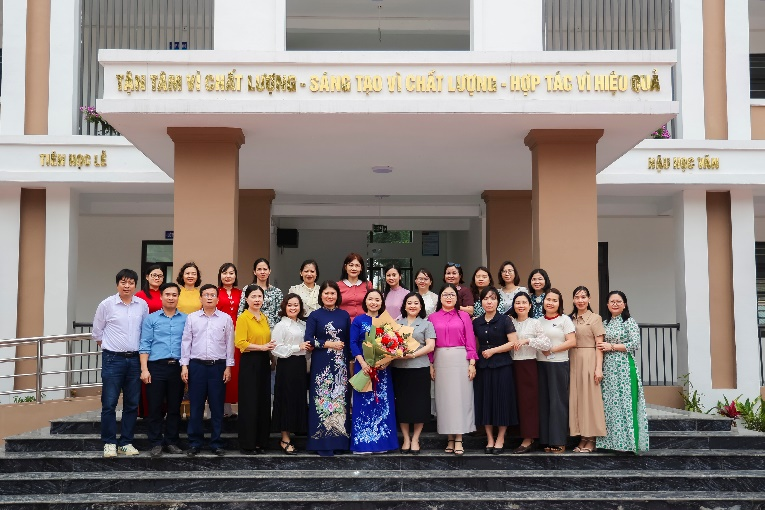 TẬN TÂM VÌ CHẤT LƯỢNG - SÁNG TẠO VÌ CHẤT LƯỢNG - HỢP TÁC VÌ HIỆU QUẢ
TIÊN HỌC LỄ
HẬU HỌC VĂN